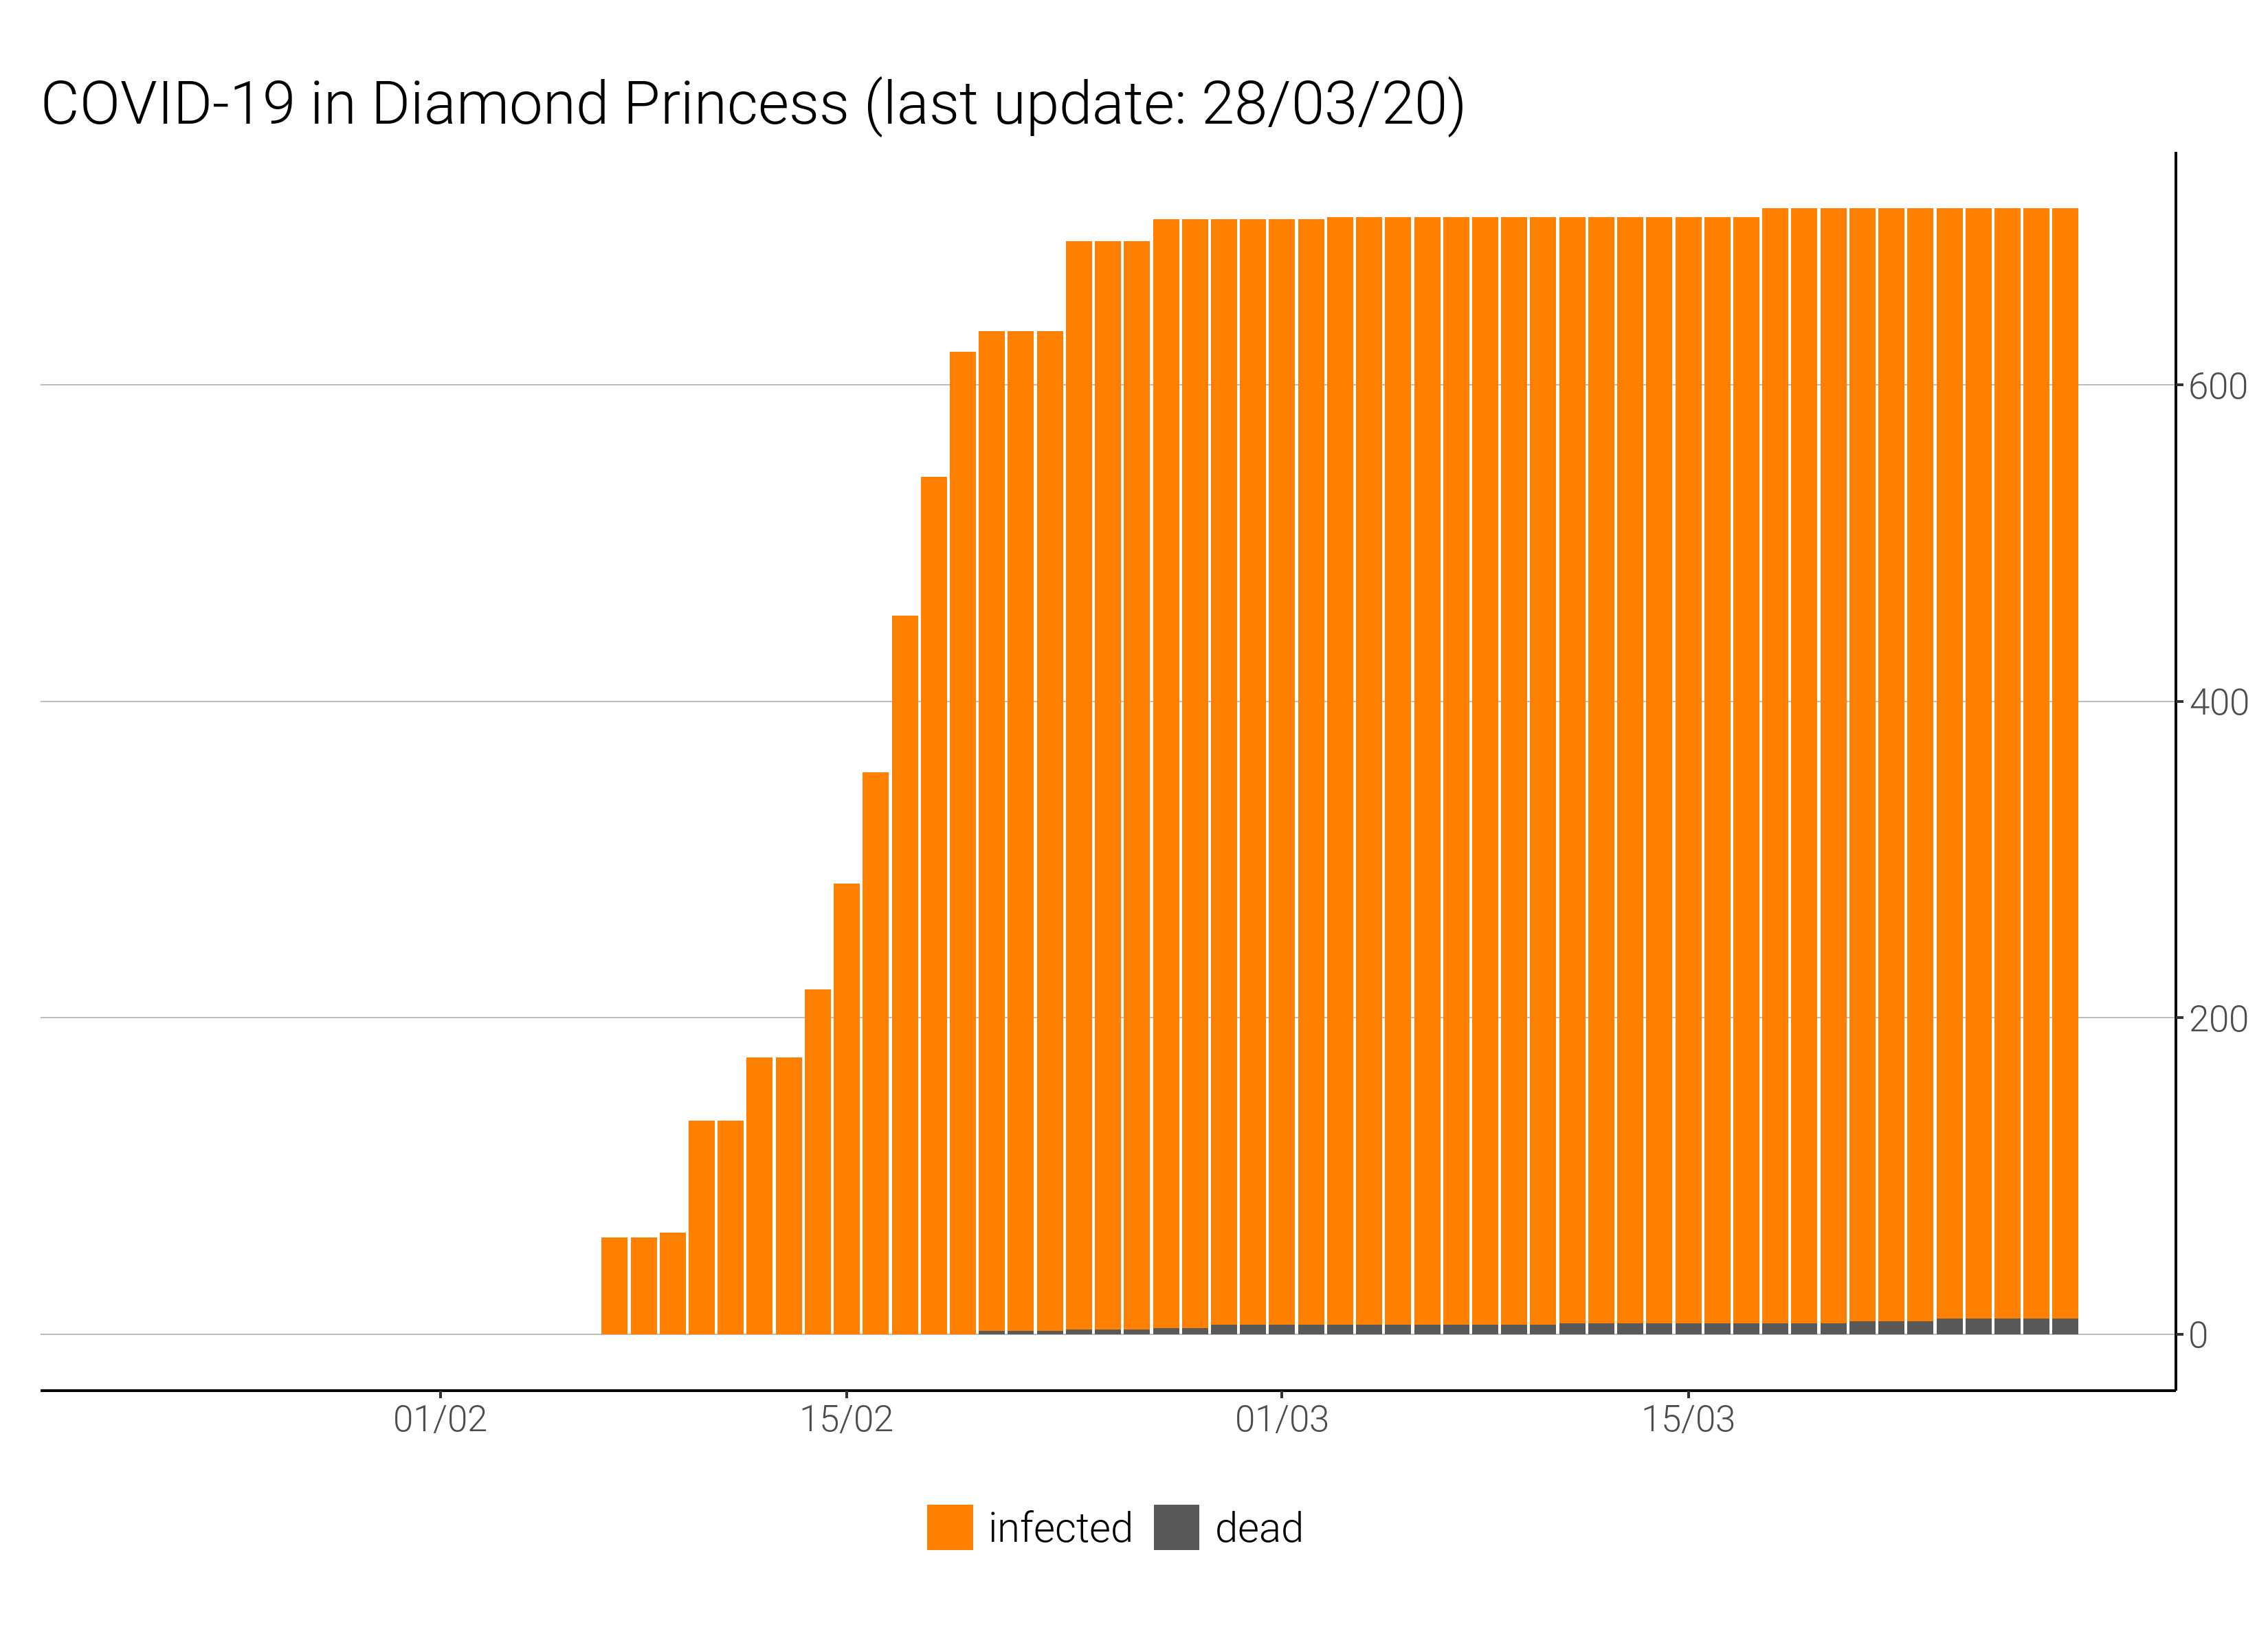 COVID-19 in Diamond Princess (last update: 28/03/20)
600
400
200
0
01/02 15/02 01/03 15/03
infected dead